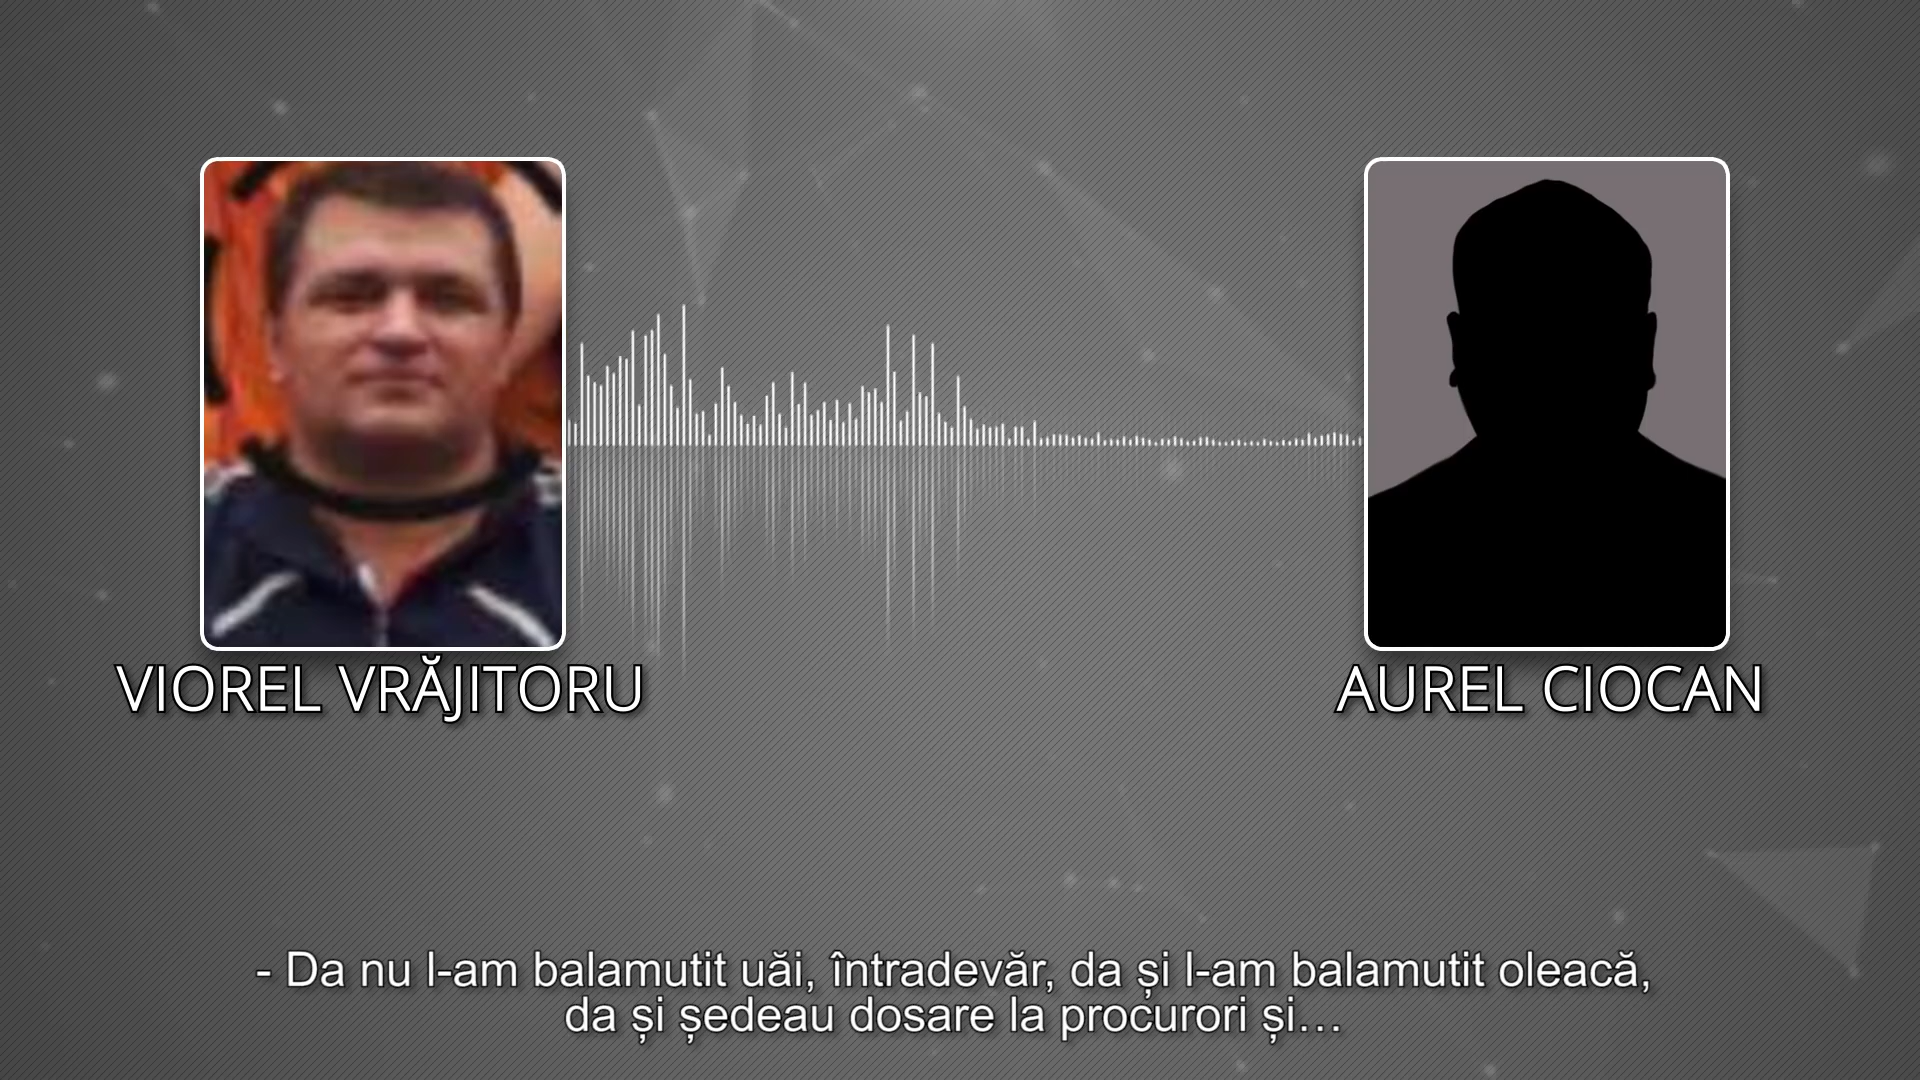 VIOREL VRĂJITORU
AUREL CIOCAN
- Da nu l-am balamutit uăi, întradevăr, da și l-am balamutit oleacă,
da și ședeau dosare la procurori și…